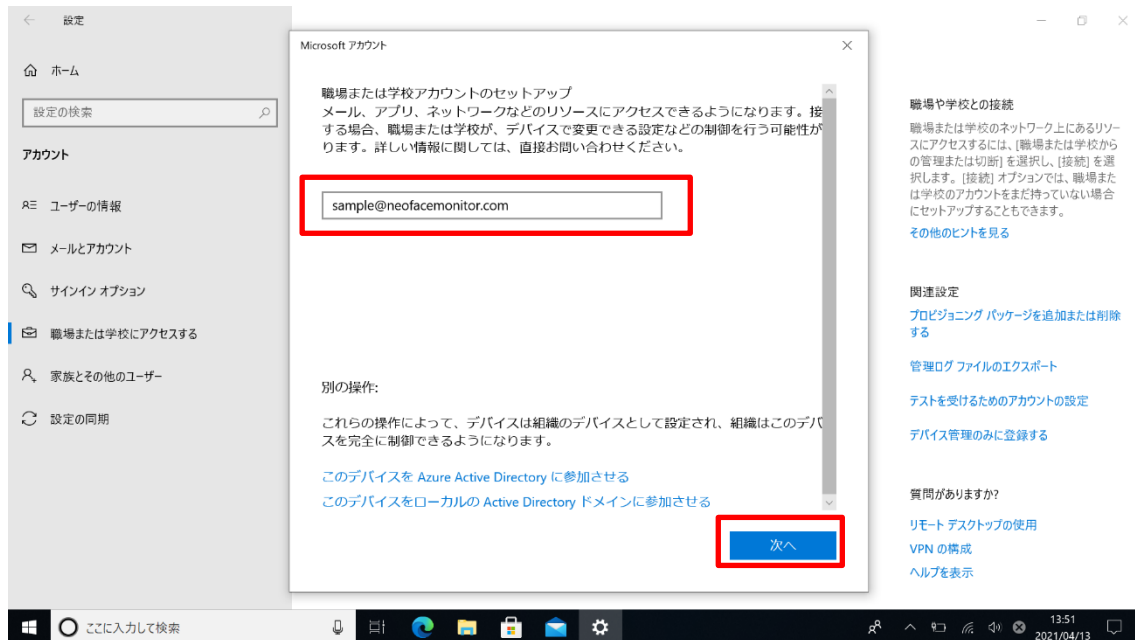 設定
ホーム
設定の検索
アカウント
ユーザーの情報
メールとアカウント
サインイン オプション
職場または学校にアクセスする
家族とその他のユーザー
設定の同期
Microsoft アカウント
職場または学校アカウントのセットアップ
メール、アプリ、ネットワークなどのリソースにアクセスできるようになります。接
する場合、職場または学校が、デバイスで変更できる設定などの制御を行う可能性が
ります。詳しい情報に関しては、直接お問い合わせください。
sample@neofacemonitor.com
別の操作:
これらの操作によって、デバイスは組織のデバイスとして設定され、組織はこのデバ
スを完全に制御できるようになります。
このデバイスを Azure Active Directory に参加させる
このデバイスをローカルの Active Directory ドメインに参加させる
次へ
職場や学校との接続
職場または学校のネットワーク上にあるリソー
スにアクセスするには、[職場または学校から
の管理または切断] を選択し、[接続] を選
択します。[接続] オプションでは、職場また
は学校のアカウントをまだ持っていない場合
にセットアップすることもできます。
その他のヒントを見る
関連設定
プロビジョニング パッケージを追加または削除
する
管理ログ ファイルのエクスポート
テストを受けるためのアカウントの設定
デバイス管理のみに登録する
質問がありますか?
リモート デスクトップの使用
VPN の構成
ヘルプを表示
ここに入力して検索
13:51
2021/04/13